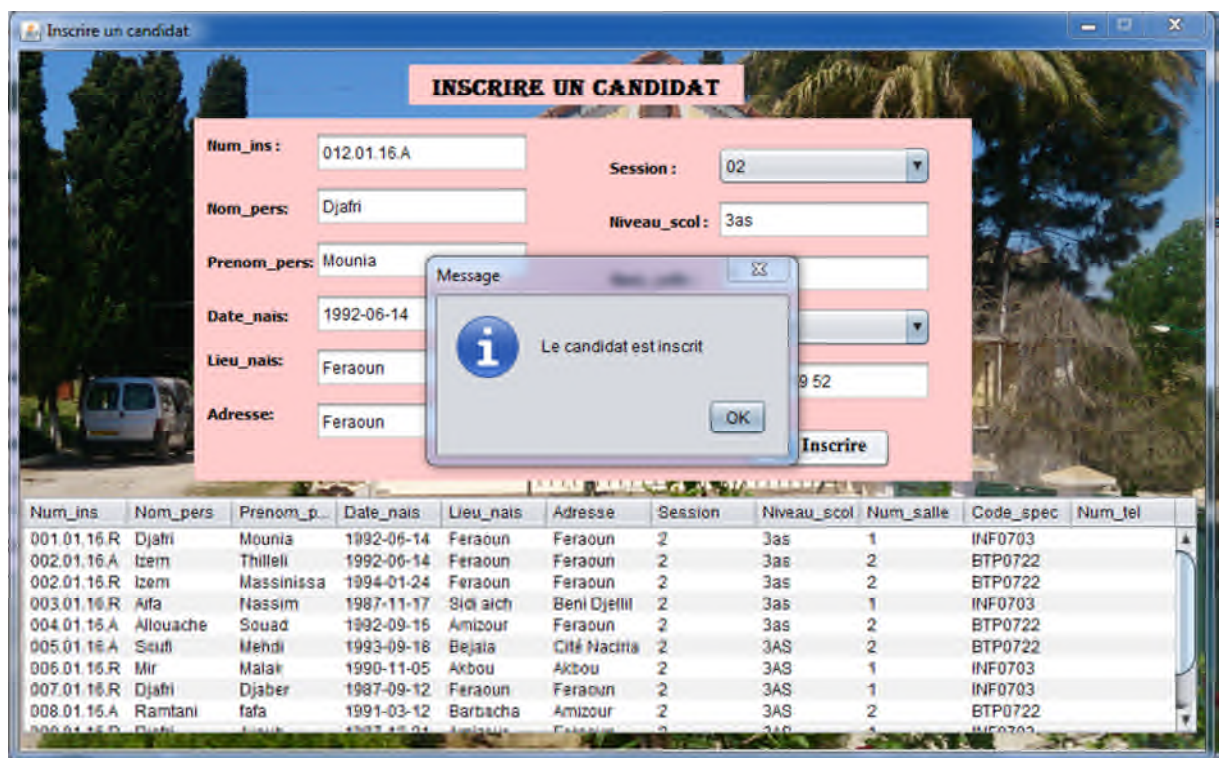 Inscrire un candidat
INSCRIRE UN CANDIDAT
Num_ins : 012.01.16.A
Session : 02
Nom_pers: Djafri
Niveau_scol : 3as
Prenom_pers: Mounia
Date_nais: 1992-06-14
Lieu_nais: Feraoun
9 52
Adresse: Feraoun
Inscrire
Message
Le candidat est inscrit
OK
Num_ins Nom_pers Prenom_p... Date_nais Lieu_nais Adresse Session Niveau_scol Num_salle Code_spec Num_tel
001.01.16.R Djafri Mounia 1992-06-14 Feraoun Feraoun 2 3as 1 INF0703
002.01.16.A Izem Thilleli 1992-06-14 Feraoun Feraoun 2 3as 2 BTP0722
002.01.16.R Izem Massinissa 1994-01-24 Feraoun Feraoun 2 3as 2 BTP0722
003.01.16.R Aifa Nassim 1987-11-17 Sidi aich Beni Djellil 2 3as 1 INF0703
004.01.16.A Allouache Souad 1992-09-16 Amizour Feraoun 2 3as 2 BTP0722
005.01.16.A Mehdi 1993-09-18 Bejaia Cité Naciria 2 3AS 2 BTP0722
006.01.16.R Mir Malak 1990-11-05 Akbou Akbou 2 3AS 1 INF0703
007.01.16.R Djafri Djaber 1987-09-12 Feraoun Feraoun 2 3AS 1 INF0703
008.01.16.A Ramtani fafa 1991-03-12 Barbacha Amizour 2 3AS 2 BTP0722